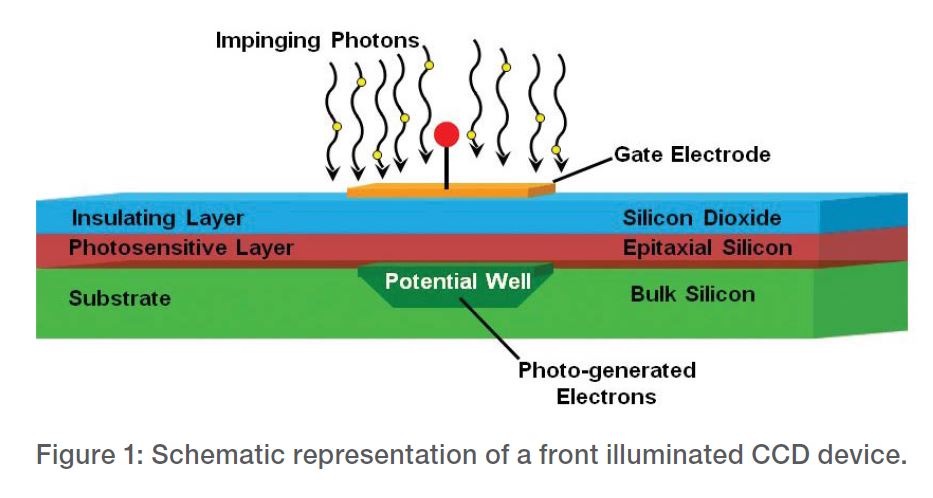 Impinging Photons
Gate Electrode
Insulating Layer
Silicon Dioxide
Photosensitive Layer
Epitaxial Silicon
Potential Well
Substrate
Bulk Silicon
Photo-generated
Electrons
Figure 1: Schematic representation of a front illuminated CCD device.